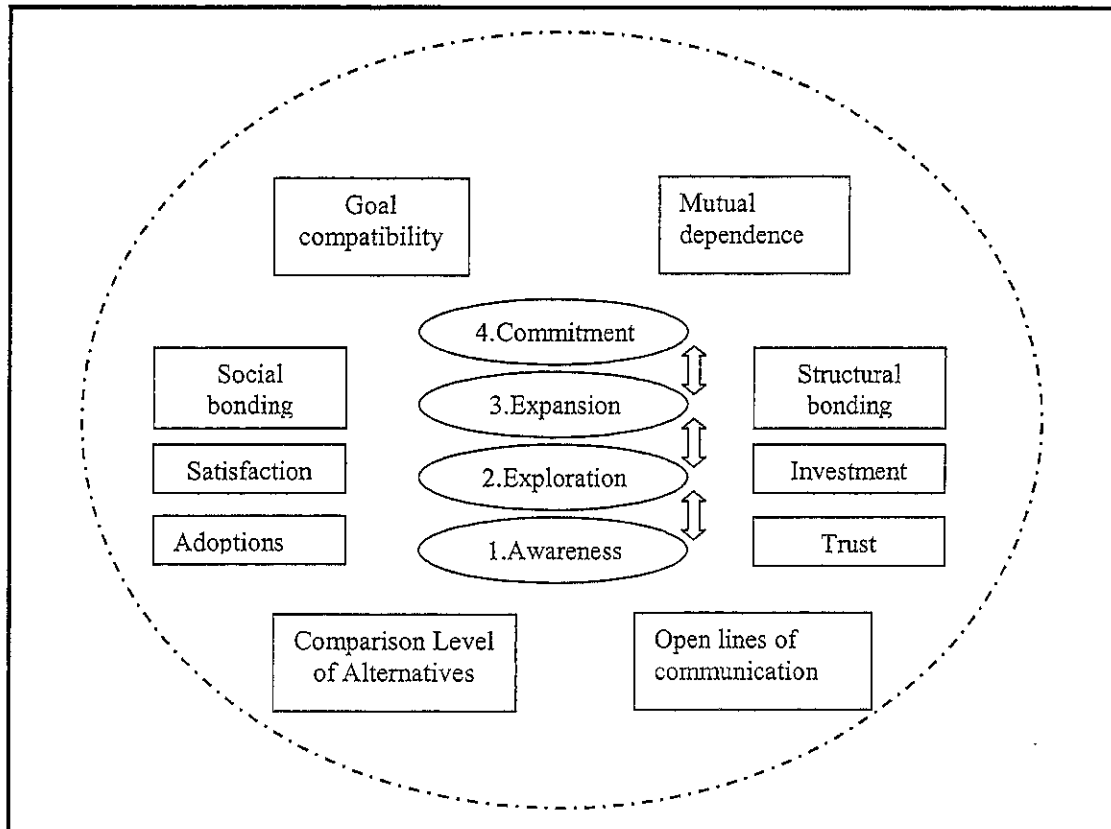 Goal
compatibility
Mutual
dependence
4.Commitment
Social
bonding
3.Expansion
Structural
bonding
Satisfaction
2.Exploration
Investment
Adoptions
1.Awareness
Trust
Comparison Level
of Alternatives
Open lines of
communication